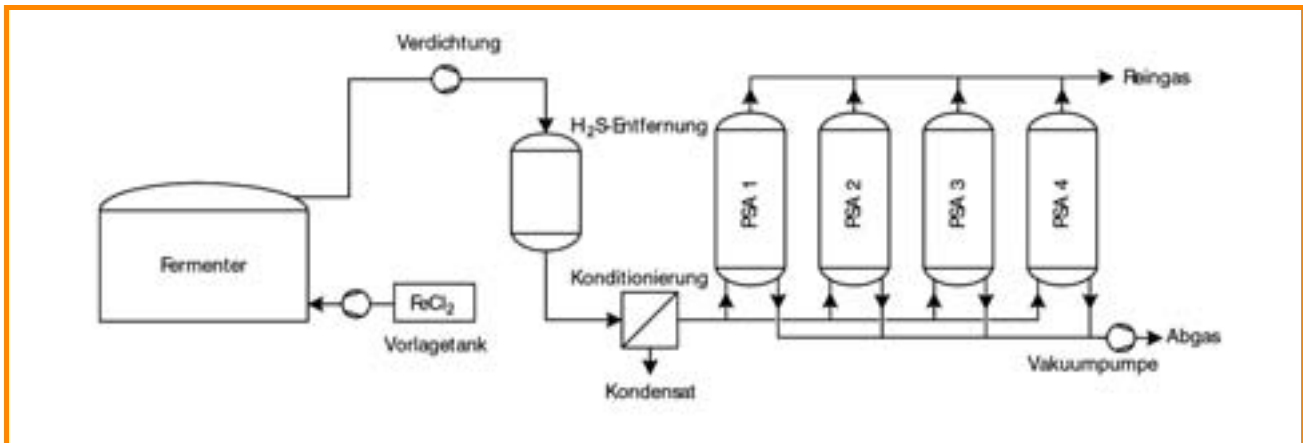 Verdichtung
Reingas
H₂S-Entfernung
PSA 1
PSA 2
PSA 3
PSA 4
Fermenter
Konditionierung
FeCl₂
Vorlagetank
Abgas
Vakuumpumpe
Kondensat